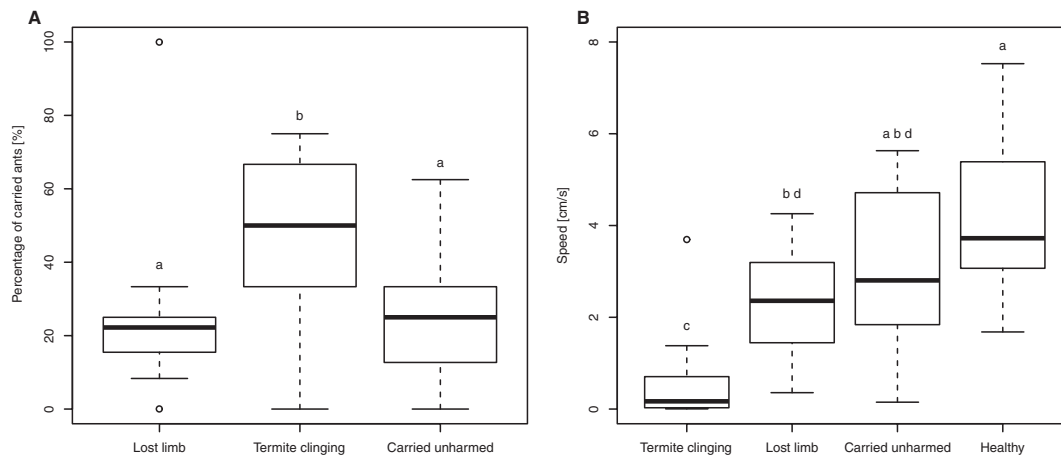 A
Percentage of carried ants [%]
100
80
60
40
20
0
a
b
a
Lost limb
Termite clinging
Carried unharmed
B
Speed [cm/s]
8
6
4
2
0
c
b d
a b d
a
Termite clinging
Lost limb
Carried unharmed
Healthy